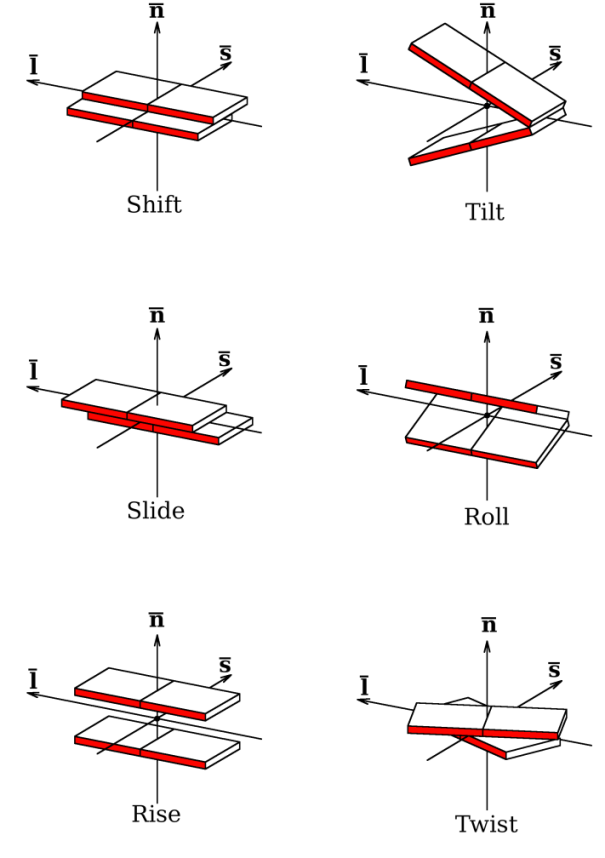 n̄ n̄
l̄ s̄ l̄ s̄
Shift Tilt
n̄ n̄
l̄ s̄ l̄ s̄
Slide Roll
n̄ n̄
l̄ s̄ l̄ s̄
Rise Twist